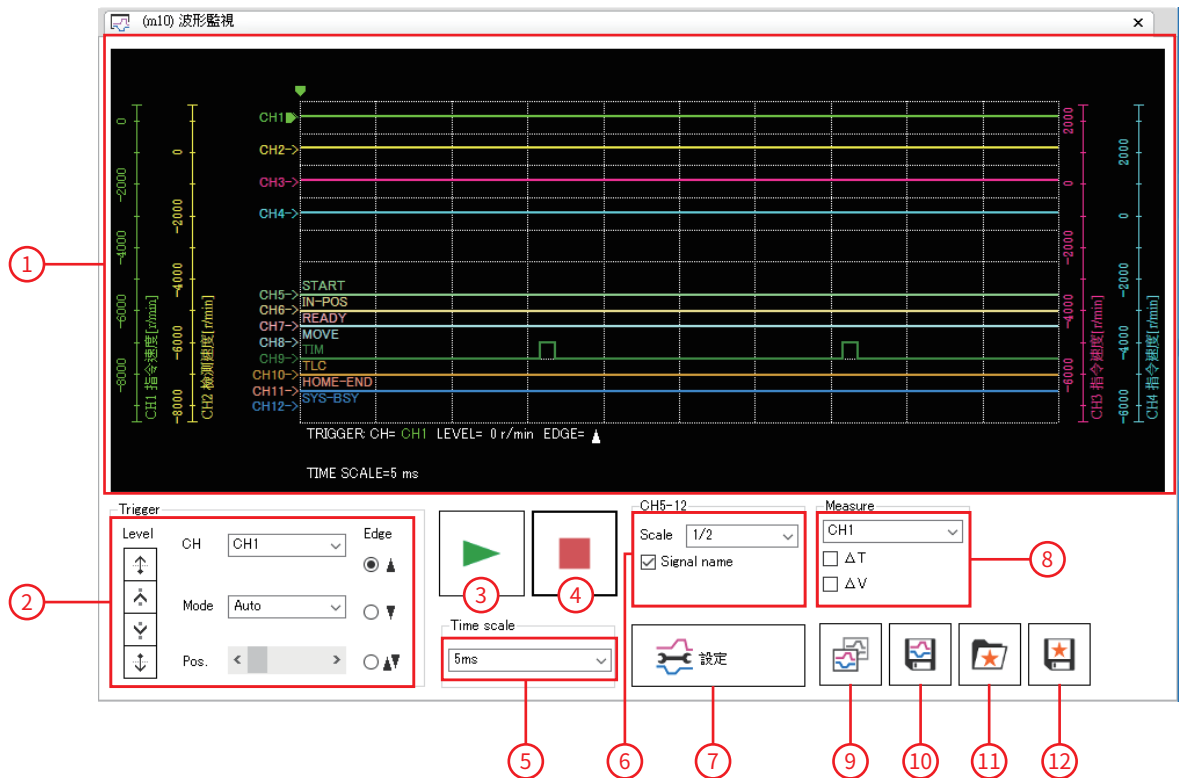 (m10) 波形監視
CH1
CH2->
CH3->
CH4->
START
CH5->
IN-POS
CH6->
READY
CH7->
MOVE
CH8->
TIM
CH9->
TLC
CH10->
HOME-END
CH11->
SYS-BSY
CH12->
0
-2000
-4000
-6000
-8000
CH1 指令速度[r/min]
0
-2000
-4000
-6000
-8000
CH2 検測速度[r/min]
2000
0
-2000
-4000
-6000
CH3 指令速度[r/min]
2000
0
-2000
-4000
-6000
CH4 指令速度[r/min]
TRIGGER: CH= CH1 LEVEL= 0 r/min EDGE=
TIME SCALE=5 ms
1
Trigger
Level
CH
CH1
Edge
Mode
Auto
Pos.
2
3
4
Time scale
5ms
5
CH5-12
Scale
1/2
Signal name
6
設定
7
Measure
CH1
ΔT
ΔV
8
9
10
11
12